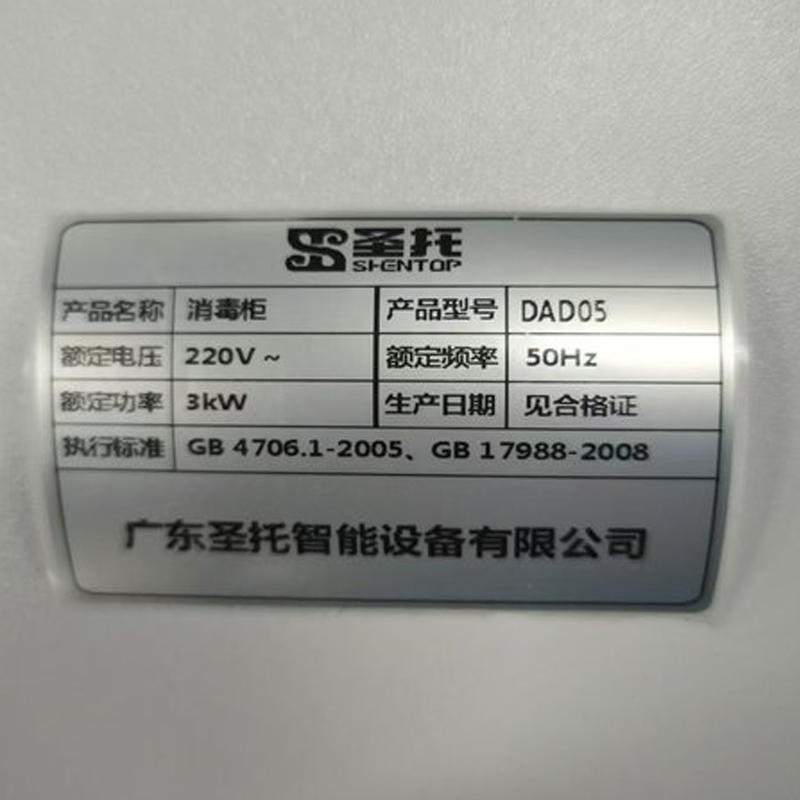 圣托
SHENTOP
产品名称 消毒柜 产品型号 DAD05
额定电压 220V ~ 额定频率 50Hz
额定功率 3kW 生产日期 见合格证
执行标准 GB 4706.1-2005、GB 17988-2008
广东圣托智能设备有限公司